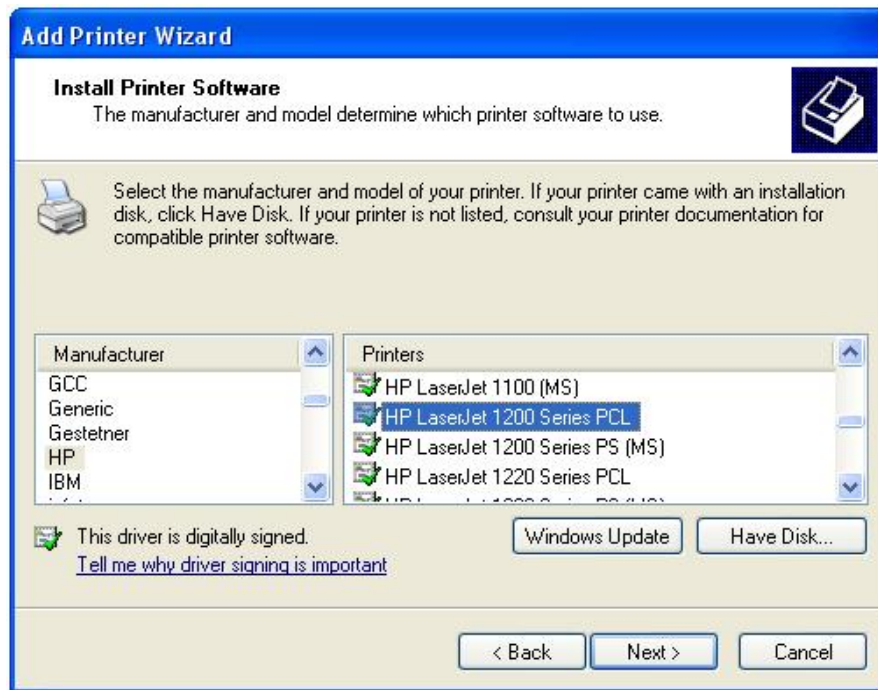 Add Printer Wizard
Install Printer Software
The manufacturer and model determine which printer software to use.
Select the manufacturer and model of your printer. If your printer came with an installation
disk, click Have Disk. If your printer is not listed, consult your printer documentation for
compatible printer software.
Manufacturer
GCC
Generic
Gestetner
HP
IBM
Printers
HP LaserJet 1100 (MS)
HP LaserJet 1200 Series PCL
HP LaserJet 1200 Series PS (MS)
HP LaserJet 1220 Series PCL
This driver is digitally signed.
Tell me why driver signing is important
Windows Update
Have Disk...
< Back
Next >
Cancel